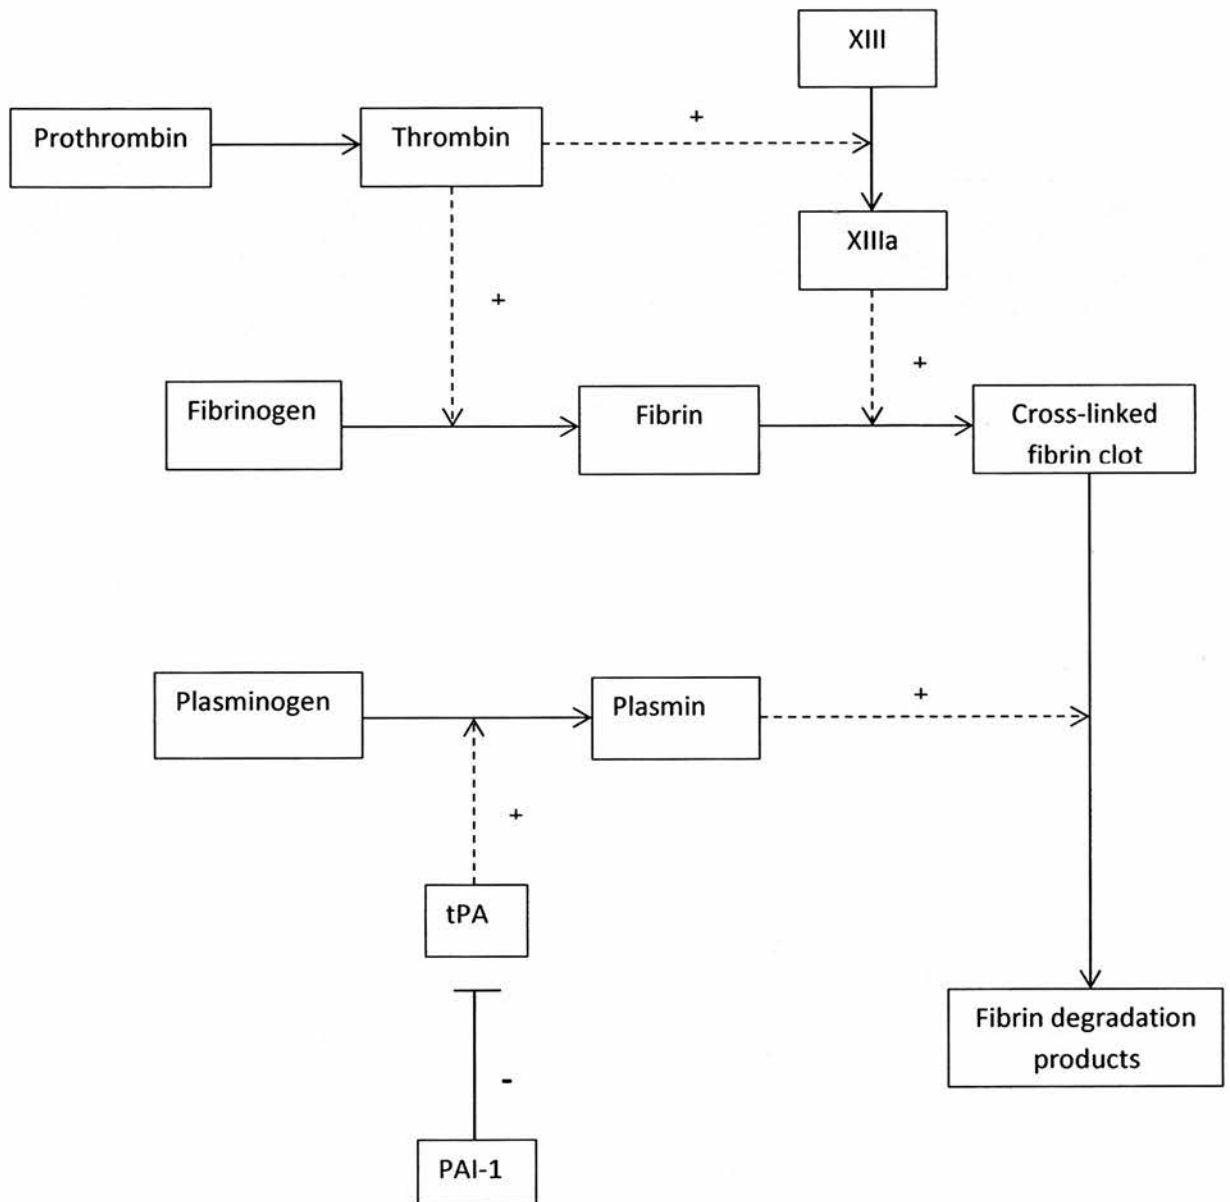 XIII
Prothrombin
Thrombin
+
XIIIa
+
+
Fibrinogen
Fibrin
Cross-linked
fibrin clot
Plasminogen
Plasmin
+
+
tPA
Fibrin degradation
products
-
PAI-1